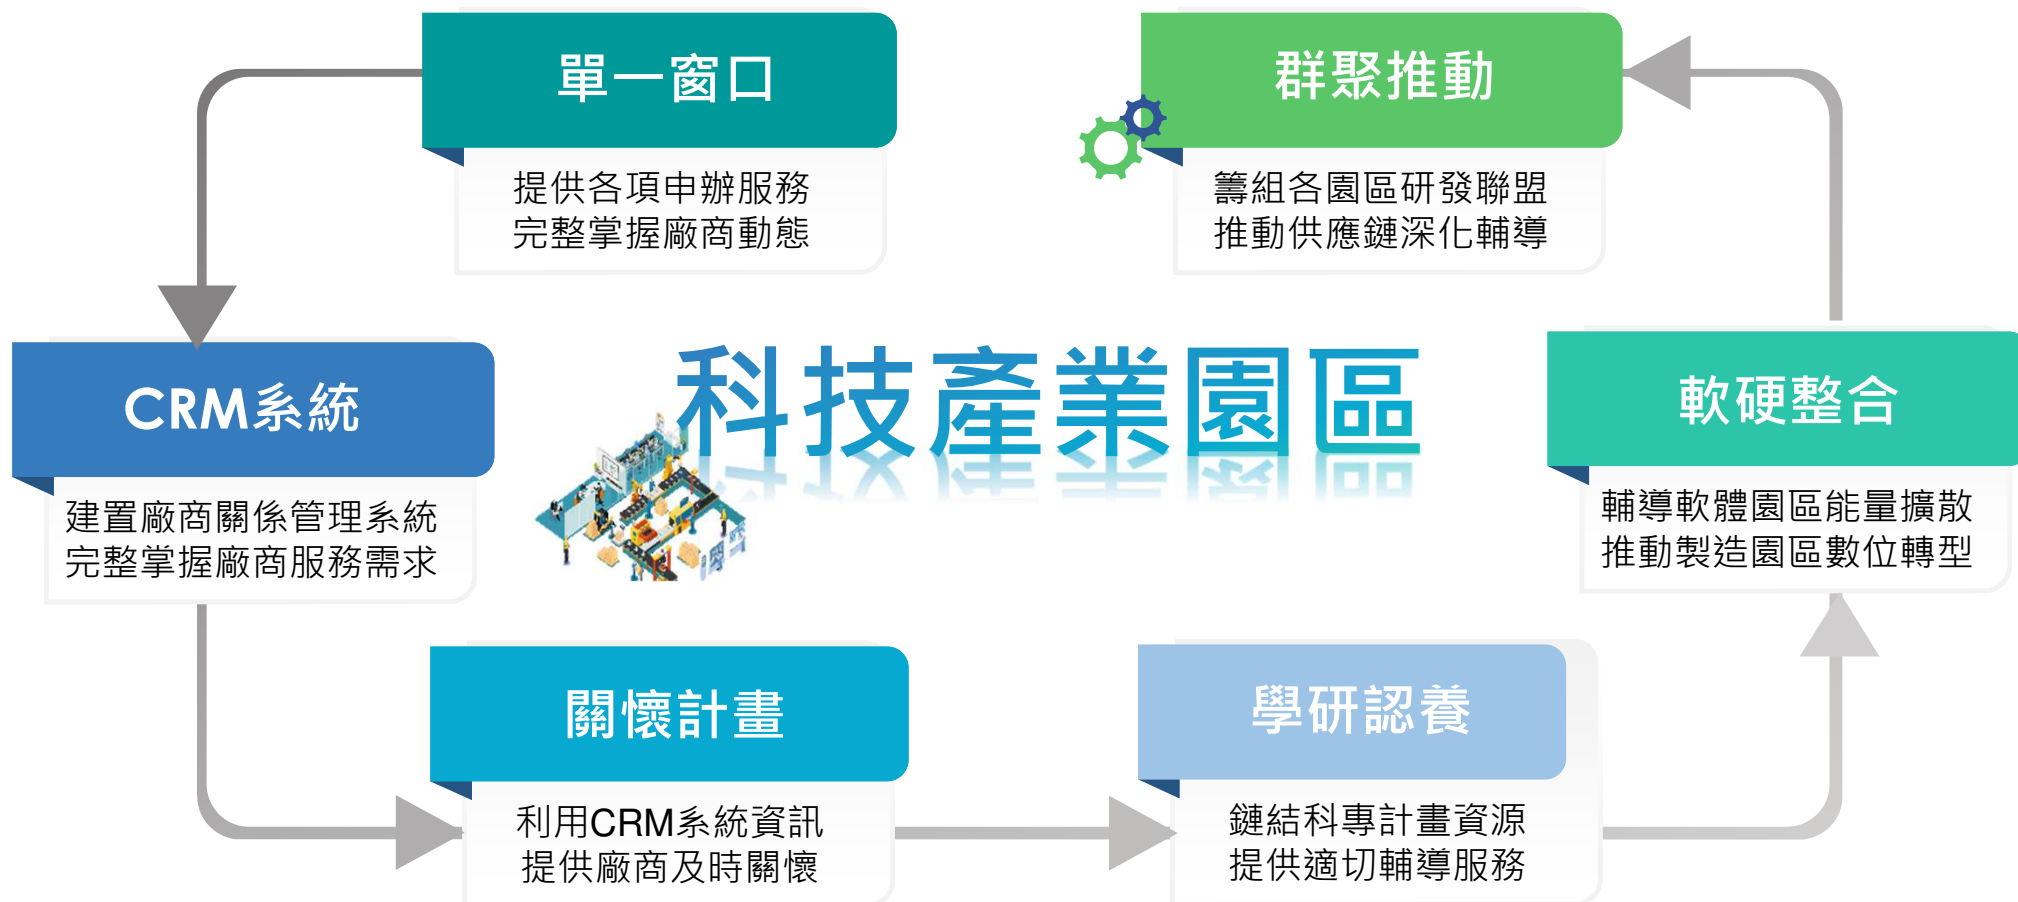 單一窗口
提供各項申辦服務
完整掌握廠商動態
群聚推動
籌組各園區研發聯盟
推動供應鏈深化輔導
科技產業園區
CRM系統
建置廠商關係管理系統
完整掌握廠商服務需求
軟硬整合
輔導軟體園區能量擴散
推動製造園區數位轉型
關懷計畫
利用CRM系統資訊
提供廠商及時關懷
學研認養
鏈結科專計畫資源
提供適切輔導服務